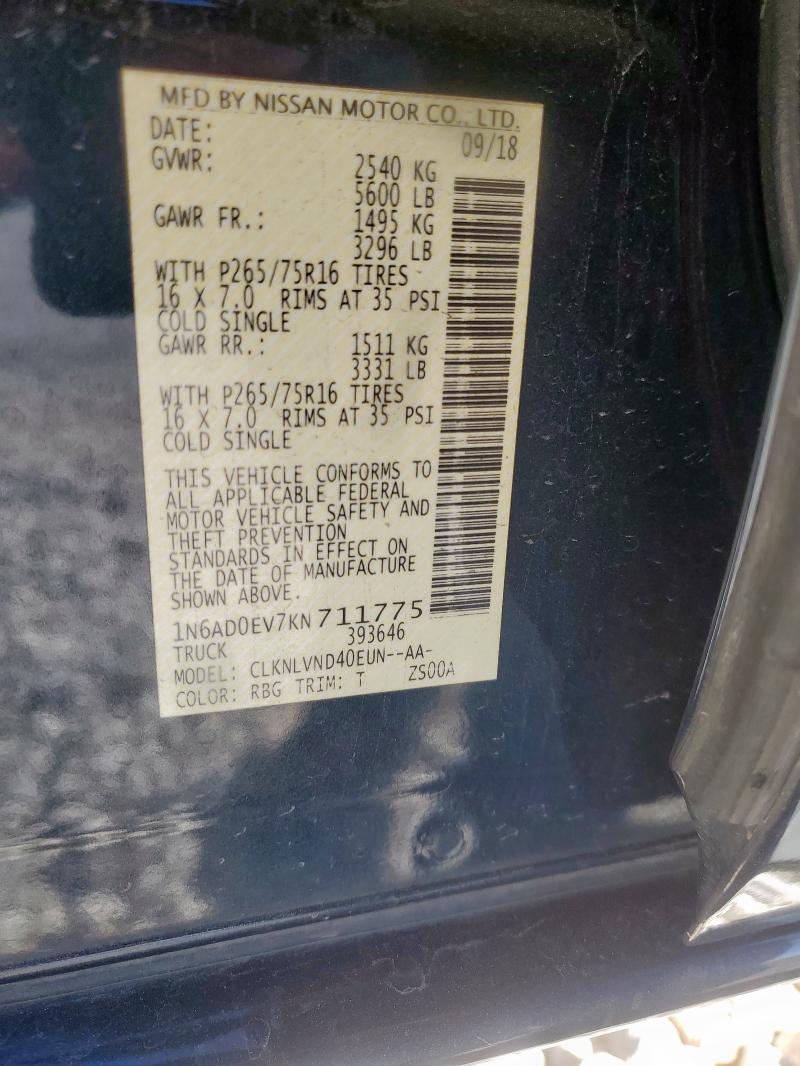 MFD BY NISSAN MOTOR CO., LTD.
DATE: 09/18
GVWR: 2540 KG
5600 LB
GAWR FR.: 1495 KG
3296 LB
WITH P265/75R16 TIRES
16 X 7.0 RIMS AT 35 PSI
COLD SINGLE
GAWR RR.: 1511 KG
3331 LB
WITH P265/75R16 TIRES
16 X 7.0 RIMS AT 35 PSI
COLD SINGLE
THIS VEHICLE CONFORMS TO
ALL APPLICABLE FEDERAL
MOTOR VEHICLE SAFETY AND
THEFT PREVENTION
STANDARDS IN EFFECT ON
THE DATE OF MANUFACTURE
SHOWN ABOVE.
1N6AD0EV7KN 711775
393646
TRUCK
MODEL: CLKNLVND40EUN--AA-
COLOR: RBG TRIM: T ZS00A